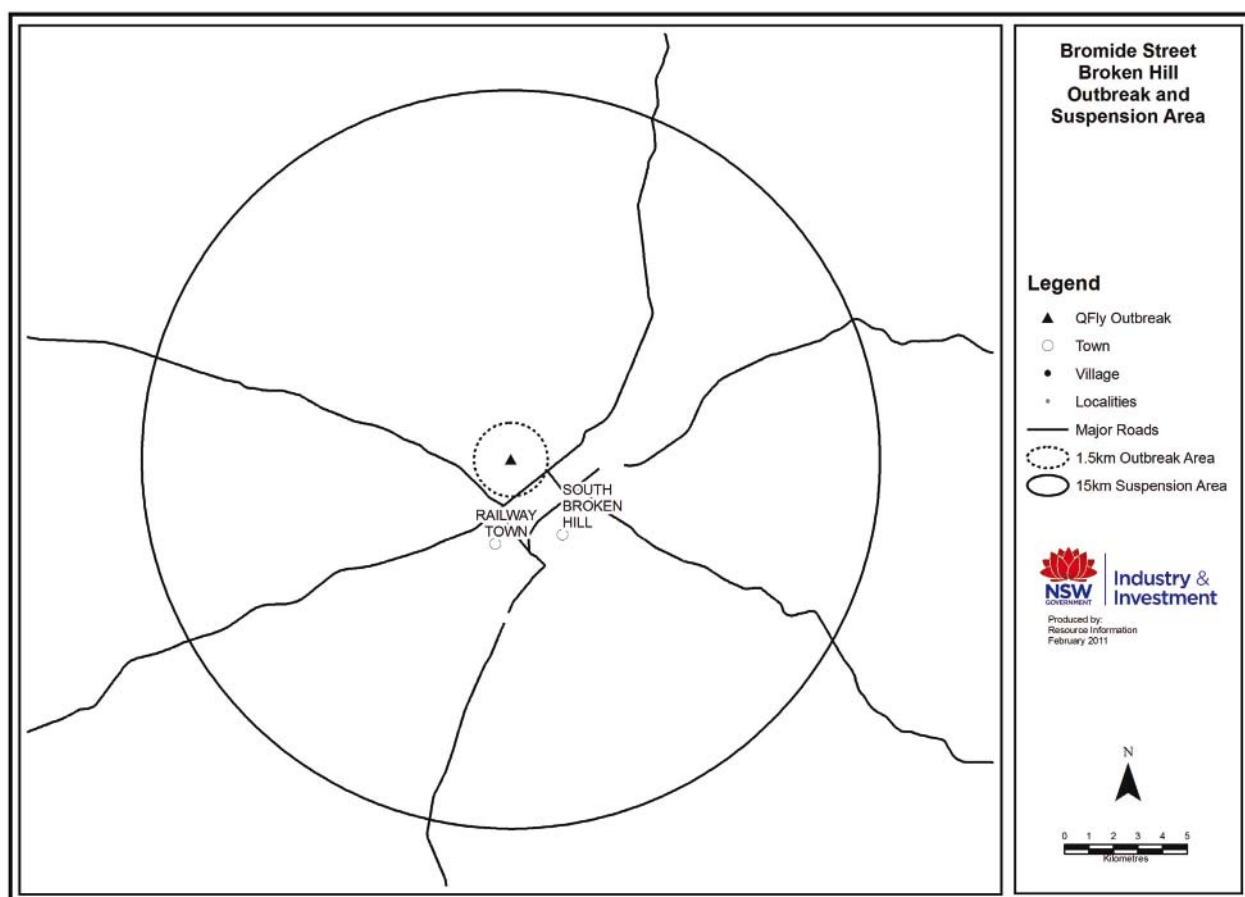 Bromide Street
Broken Hill
Outbreak and
Suspension Area
RAILWAY
TOWN
SOUTH
BROKEN
HILL
Legend
QFly Outbreak
Town
Village
Localities
Major Roads
1.5km Outbreak Area
15km Suspension Area
NSW
GOVERNMENT
Industry &
Investment
Produced by:
Resource Information
February 2011
N
0 1 2 3 4 5
Kilometres